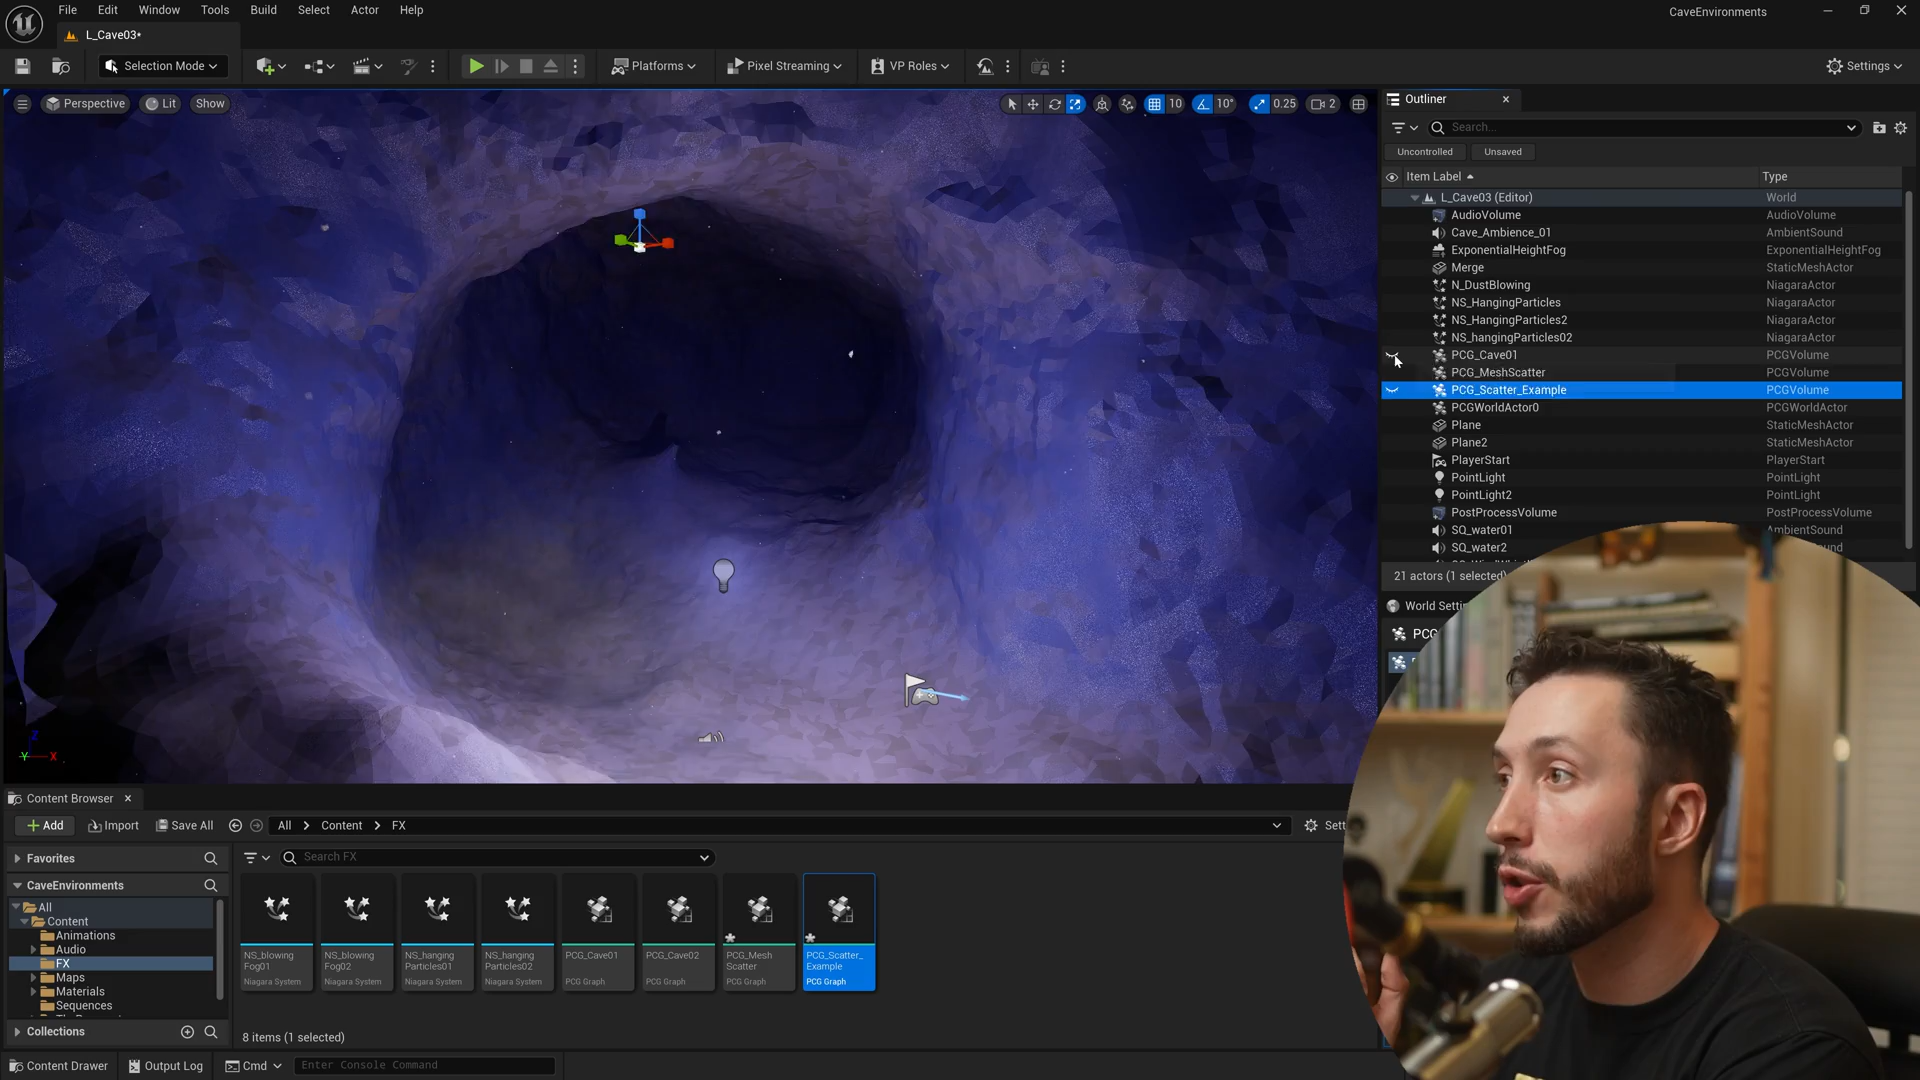 File Edit Window Tools Build Select Actor Help
CaveEnvironments
L_Cave03*
Selection Mode
Platforms
Pixel Streaming
VP Roles
Settings
Perspective Lit Show
10 10° 0.25 2
Outliner
Search...
Uncontrolled Unsaved
Item Label Type
L_Cave03 (Editor) World
AudioVolume AudioVolume
Cave_Ambience_01 AmbientSound
ExponentialHeightFog ExponentialHeightFog
Merge StaticMeshActor
N_DustBlowing NiagaraActor
NS_HangingParticles NiagaraActor
NS_HangingParticles2 NiagaraActor
NS_hangingParticles02 NiagaraActor
PCG_Cave01 PCGVolume
PCG_MeshScatter PCGVolume
PCG_Scatter_Example PCGVolume
PCGWorldActor0 PCGWorldActor
Plane StaticMeshActor
Plane2 StaticMeshActor
PlayerStart PlayerStart
PointLight PointLight
PointLight2 PointLight
PostProcessVolume PostProcessVolume
SQ_water01 AmbientSound
SQ_water2
21 actors (1 selected)
World Setti
PCG
Z
Y X
Content Browser
Add Import Save All All Content FX Sett
Favorites
Search FX
CaveEnvironments
All
Content
Animations
Audio
FX
Maps
Materials
Sequences
Collections
NS_blowing
Fog01
Niagara System
NS_blowing
Fog02
Niagara System
NS_hanging
Particles01
Niagara System
NS_hanging
Particles02
Niagara System
PCG_Cave01
PCG Graph
PCG_Cave02
PCG Graph
PCG_Mesh
Scatter
PCG Graph
PCG_Scatter_
Example
PCG Graph
8 items (1 selected)
Content Drawer Output Log Cmd Enter Console Command